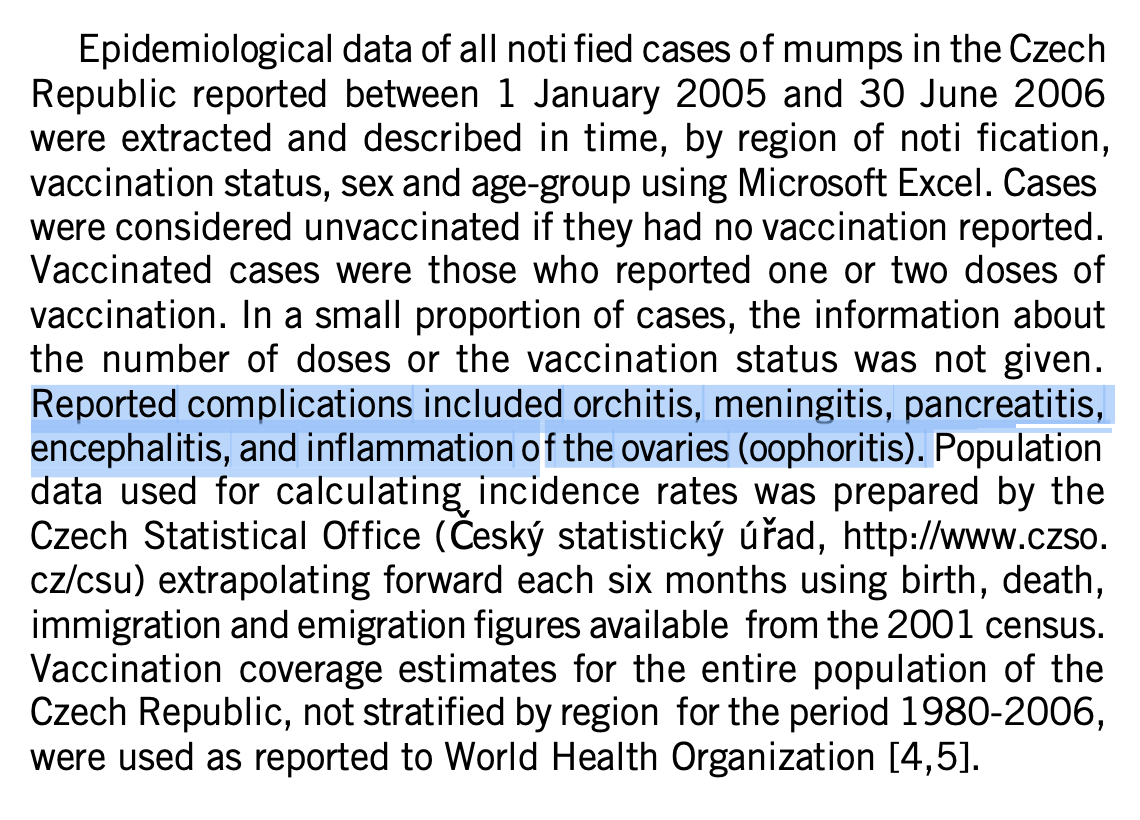 Epidemiological data of all notified cases of mumps in the Czech
Republic reported between 1 January 2005 and 30 June 2006
were extracted and described in time, by region of noti fication,
vaccination status, sex and age-group using Microsoft Excel. Cases
were considered unvaccinated if they had no vaccination reported.
Vaccinated cases were those who reported one or two doses of
vaccination. In a small proportion of cases, the information about
the number of doses or the vaccination status was not given.
Reported complications included orchitis, meningitis, pancreatitis,
encephalitis, and inflammation of the ovaries (oophoritis). Population
data used for calculating incidence rates was prepared by the
Czech Statistical Office (Český statistický úřad, http://www.czso.
cz/csu) extrapolating forward each six months using birth, death,
immigration and emigration figures available from the 2001 census.
Vaccination coverage estimates for the entire population of the
Czech Republic, not stratified by region for the period 1980-2006,
were used as reported to World Health Organization [4,5].